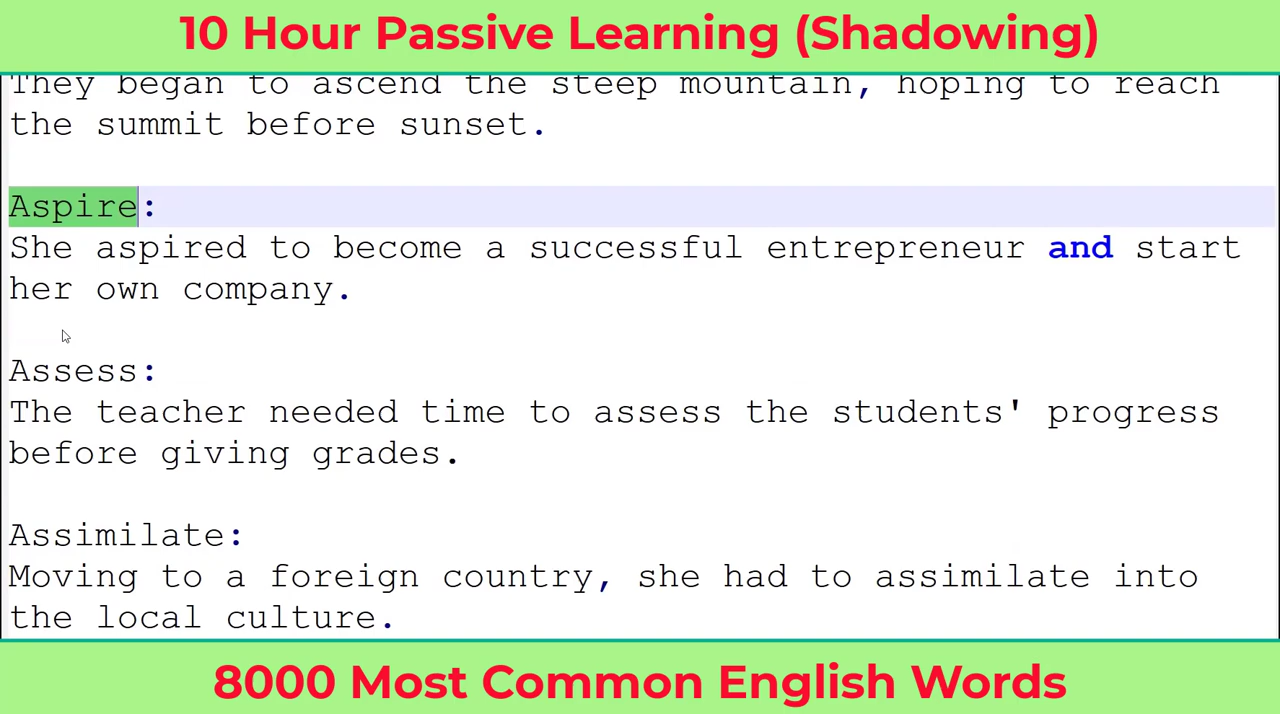 10 Hour Passive Learning (Shadowing)
They began to ascend the steep mountain, hoping to reach
the summit before sunset.
Aspire:
She aspired to become a successful entrepreneur and start
her own company.
Assess:
The teacher needed time to assess the students' progress
before giving grades.
Assimilate:
Moving to a foreign country, she had to assimilate into
the local culture.
8000 Most Common English Words